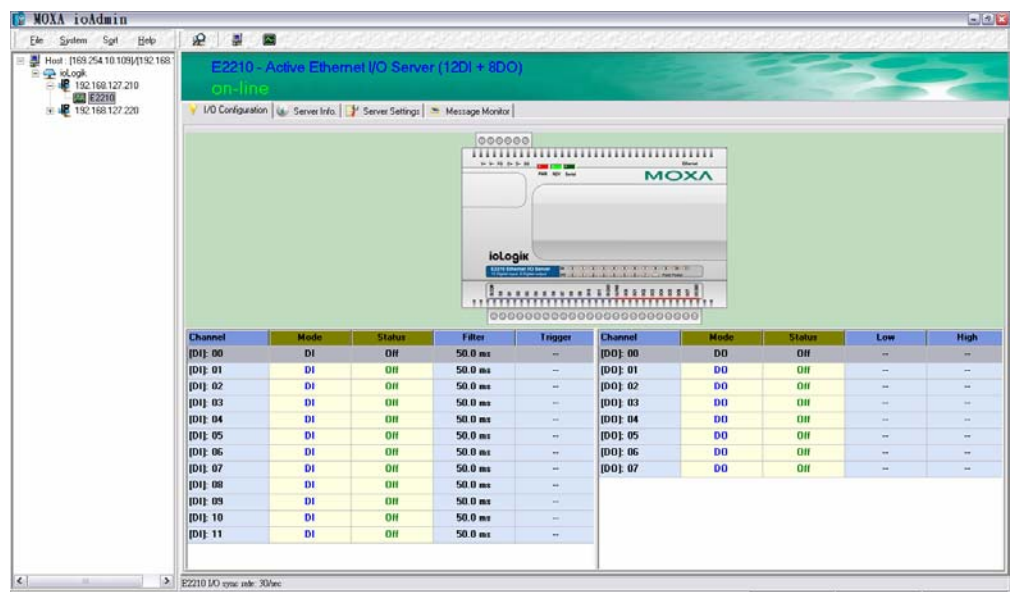 MOXA ioAdmin
File System Sort Help
Host : [169.254.10.109]/[192.168
ioLogik
192.168.127.210
E2210
192.168.127.220
E2210 - Active Ethernet I/O Server (12DI + 8DO)
on-line
I/O Configuration Server Info. Server Settings Message Monitor
Ethernet
PWR RDY Serial
MOXA
ioLogik
E2210 Ethernet I/O Server
Channel Mode Status Filter Trigger Channel Mode Status Low High
[DI]: 00 DI Off 50.0 ms -- [DO]: 00 DO Off -- --
[DI]: 01 DI Off 50.0 ms -- [DO]: 01 DO Off -- --
[DI]: 02 DI Off 50.0 ms -- [DO]: 02 DO Off -- --
[DI]: 03 DI Off 50.0 ms -- [DO]: 03 DO Off -- --
[DI]: 04 DI Off 50.0 ms -- [DO]: 04 DO Off -- --
[DI]: 05 DI Off 50.0 ms -- [DO]: 05 DO Off -- --
[DI]: 06 DI Off 50.0 ms -- [DO]: 06 DO Off -- --
[DI]: 07 DI Off 50.0 ms -- [DO]: 07 DO Off -- --
[DI]: 08 DI Off 50.0 ms --
[DI]: 09 DI Off 50.0 ms --
[DI]: 10 DI Off 50.0 ms --
[DI]: 11 DI Off 50.0 ms --
E2210 I/O sync rate: 30/sec